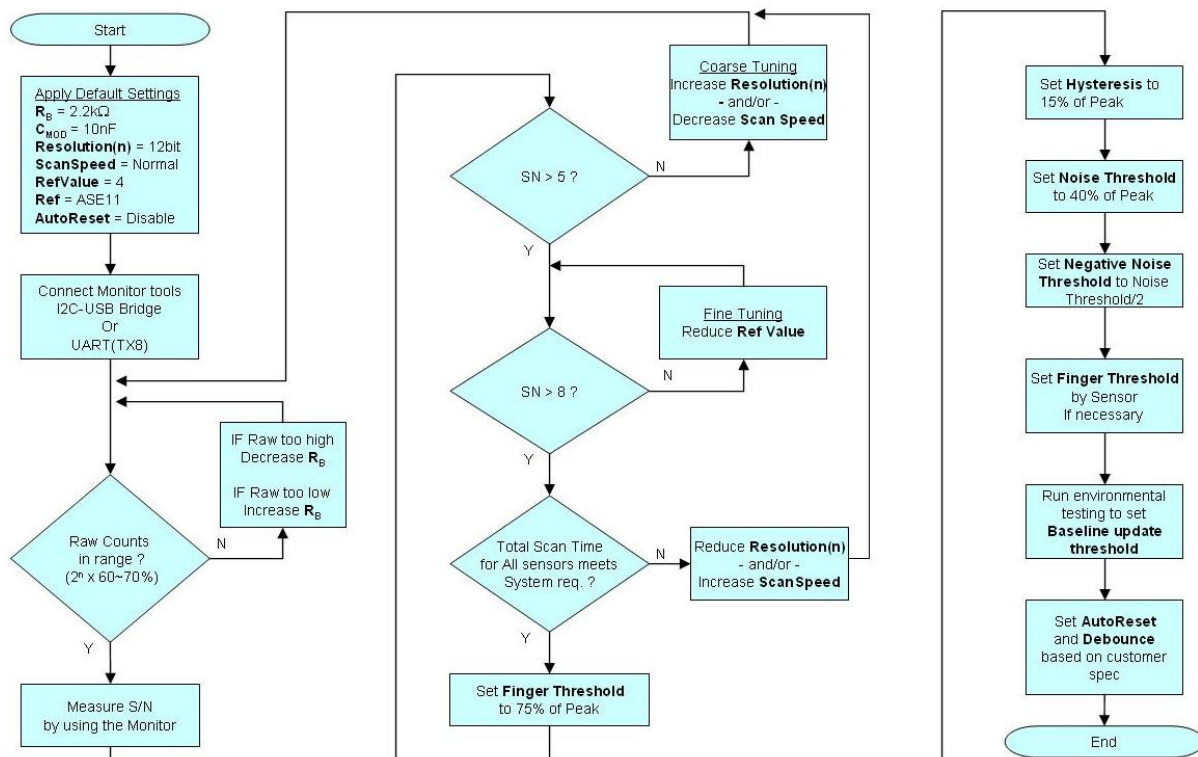 Start
Apply Default Settings
R_B = 2.2kΩ
C_MOD = 10nF
Resolution(n) = 12bit
ScanSpeed = Normal
RefValue = 4
Ref = ASE11
AutoReset = Disable
Connect Monitor tools
I2C-USB Bridge
Or
UART(TX8)
IF Raw too high
Decrease R_B
IF Raw too low
Increase R_B
Raw Counts
in range ?
(2ⁿ x 60~70%)
N
Y
Measure S/N
by using the Monitor
Coarse Tuning
Increase Resolution(n)
- and/or -
Decrease Scan Speed
SN > 5 ?
N
Y
Fine Tuning
Reduce Ref Value
SN > 8 ?
N
Y
Total Scan Time
for All sensors meets
System req. ?
N
Reduce Resolution(n)
- and/or -
Increase ScanSpeed
Y
Set Finger Threshold
to 75% of Peak
Set Hysteresis to
15% of Peak
Set Noise Threshold
to 40% of Peak
Set Negative Noise
Threshold to Noise
Threshold/2
Set Finger Threshold
by Sensor
If necessary
Run environmental
testing to set
Baseline update
threshold
Set AutoReset
and Debounce
based on customer
spec
End